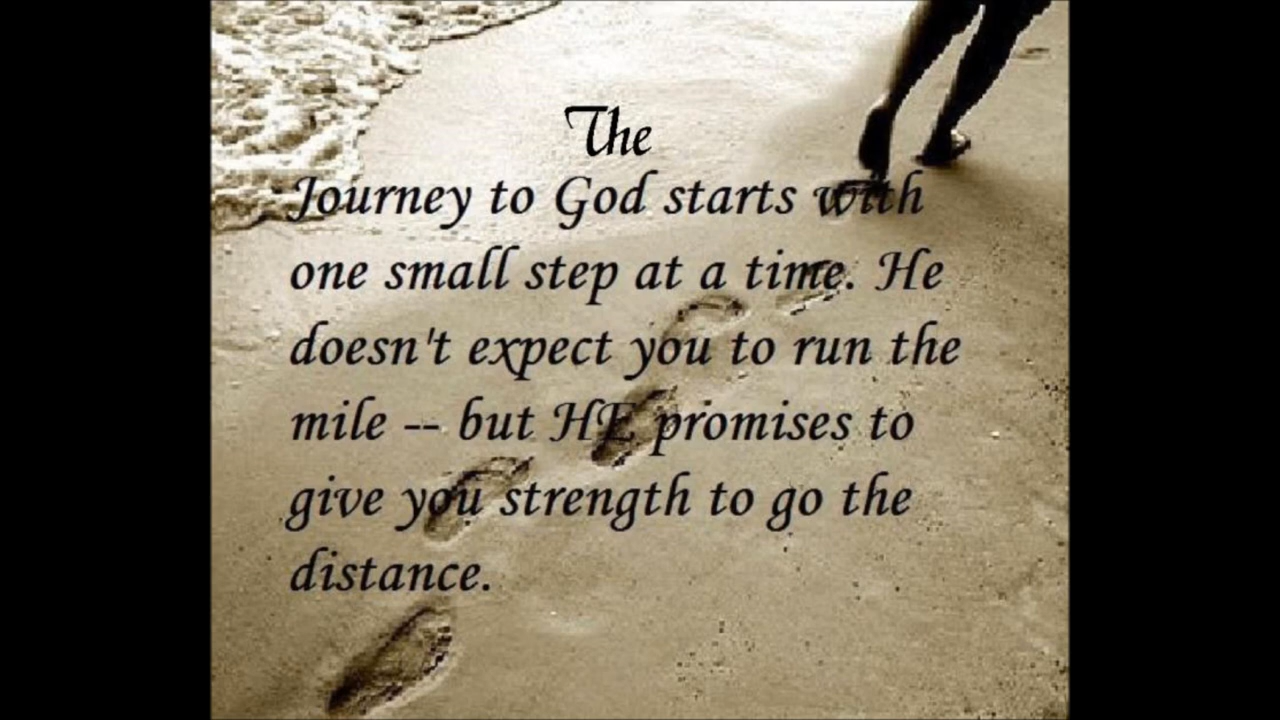 The
Journey to God starts with
one small step at a time. He
doesn't expect you to run the
mile -- but HE promises to
give you strength to go the
distance.